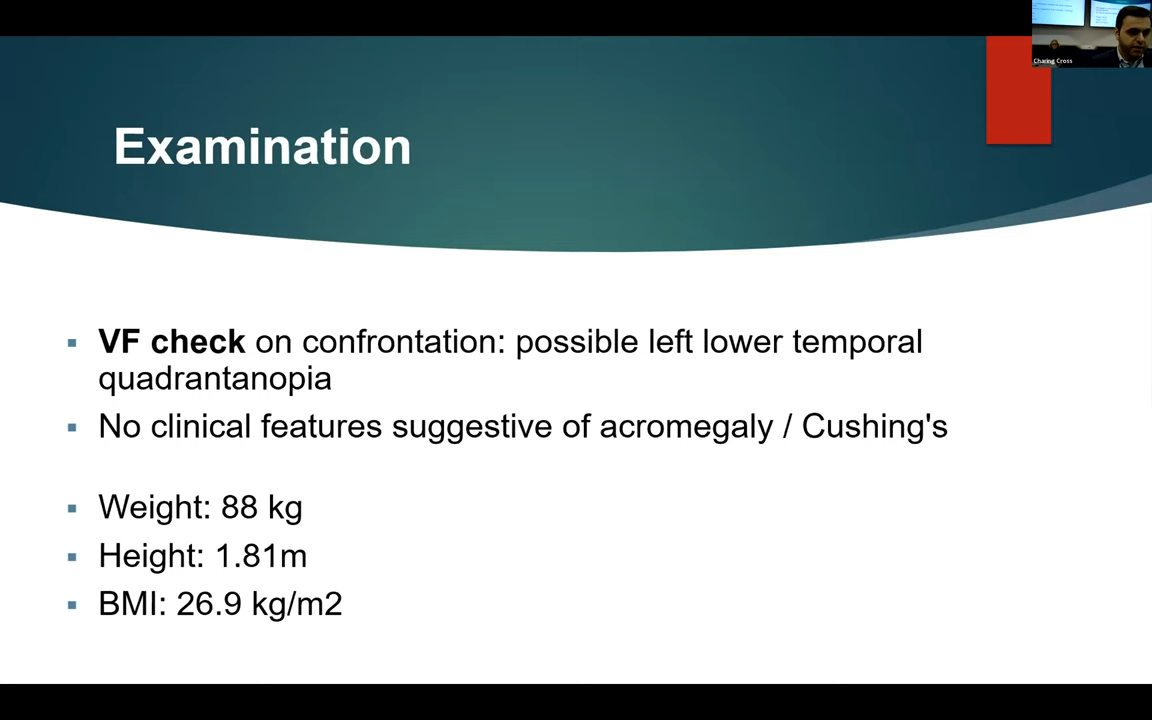 Charing Cross
Examination
VF check on confrontation: possible left lower temporal
quadrantanopia
No clinical features suggestive of acromegaly / Cushing's
Weight: 88 kg
Height: 1.81m
BMI: 26.9 kg/m2